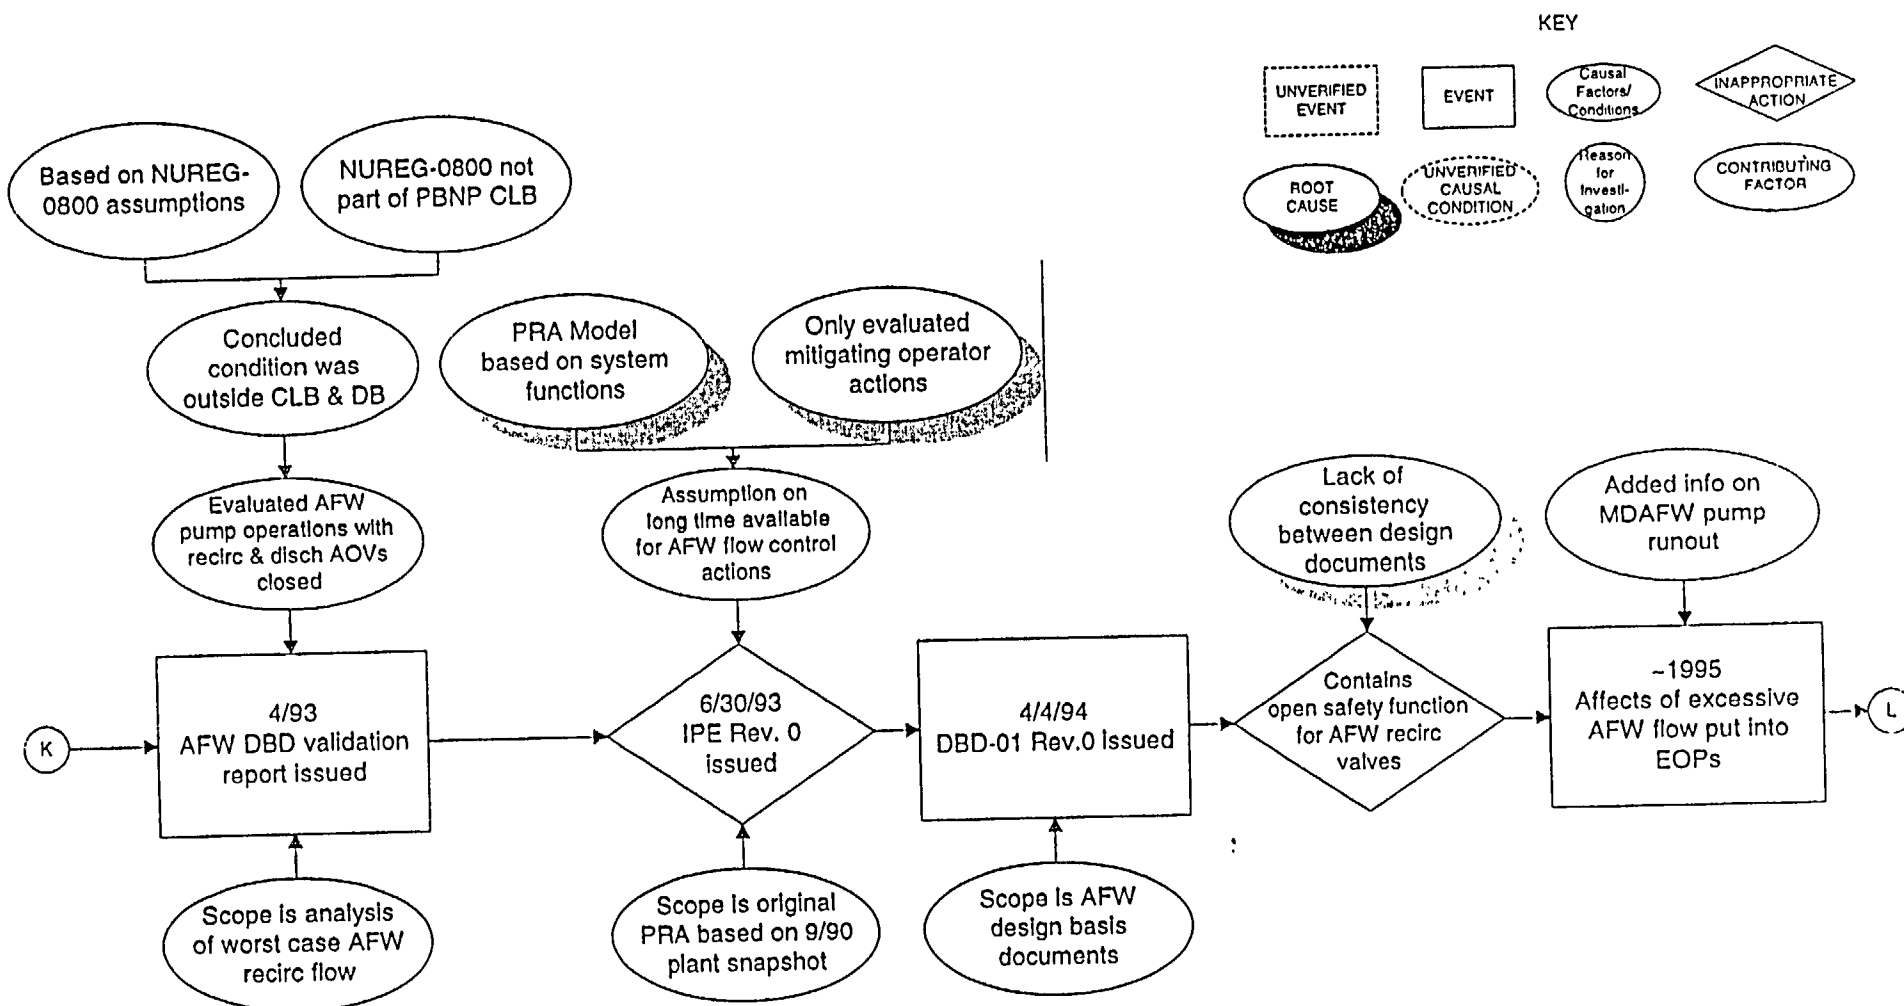 KEY
UNVERIFIED
EVENT
EVENT
Causal
Factors/
Conditions
INAPPROPRIATE
ACTION
ROOT
CAUSE
UNVERIFIED
CAUSAL
CONDITION
Reason
for
Investi-
gation
CONTRIBUTING
FACTOR
Based on NUREG-
0800 assumptions
NUREG-0800 not
part of PBNP CLB
Concluded
condition was
outside CLB & DB
PRA Model
based on system
functions
Only evaluated
mitigating operator
actions
Evaluated AFW
pump operations with
recirc & disch AOVs
closed
Assumption on
long time available
for AFW flow control
actions
Lack of
consistency
between design
documents
Added info on
MDAFW pump
runout
K
4/93
AFW DBD validation
report issued
6/30/93
IPE Rev. 0
issued
4/4/94
DBD-01 Rev.0 Issued
Contains
open safety function
for AFW recirc
valves
~1995
Affects of excessive
AFW flow put into
EOPs
L
Scope is analysis
of worst case AFW
recirc flow
Scope is original
PRA based on 9/90
plant snapshot
Scope is AFW
design basis
documents